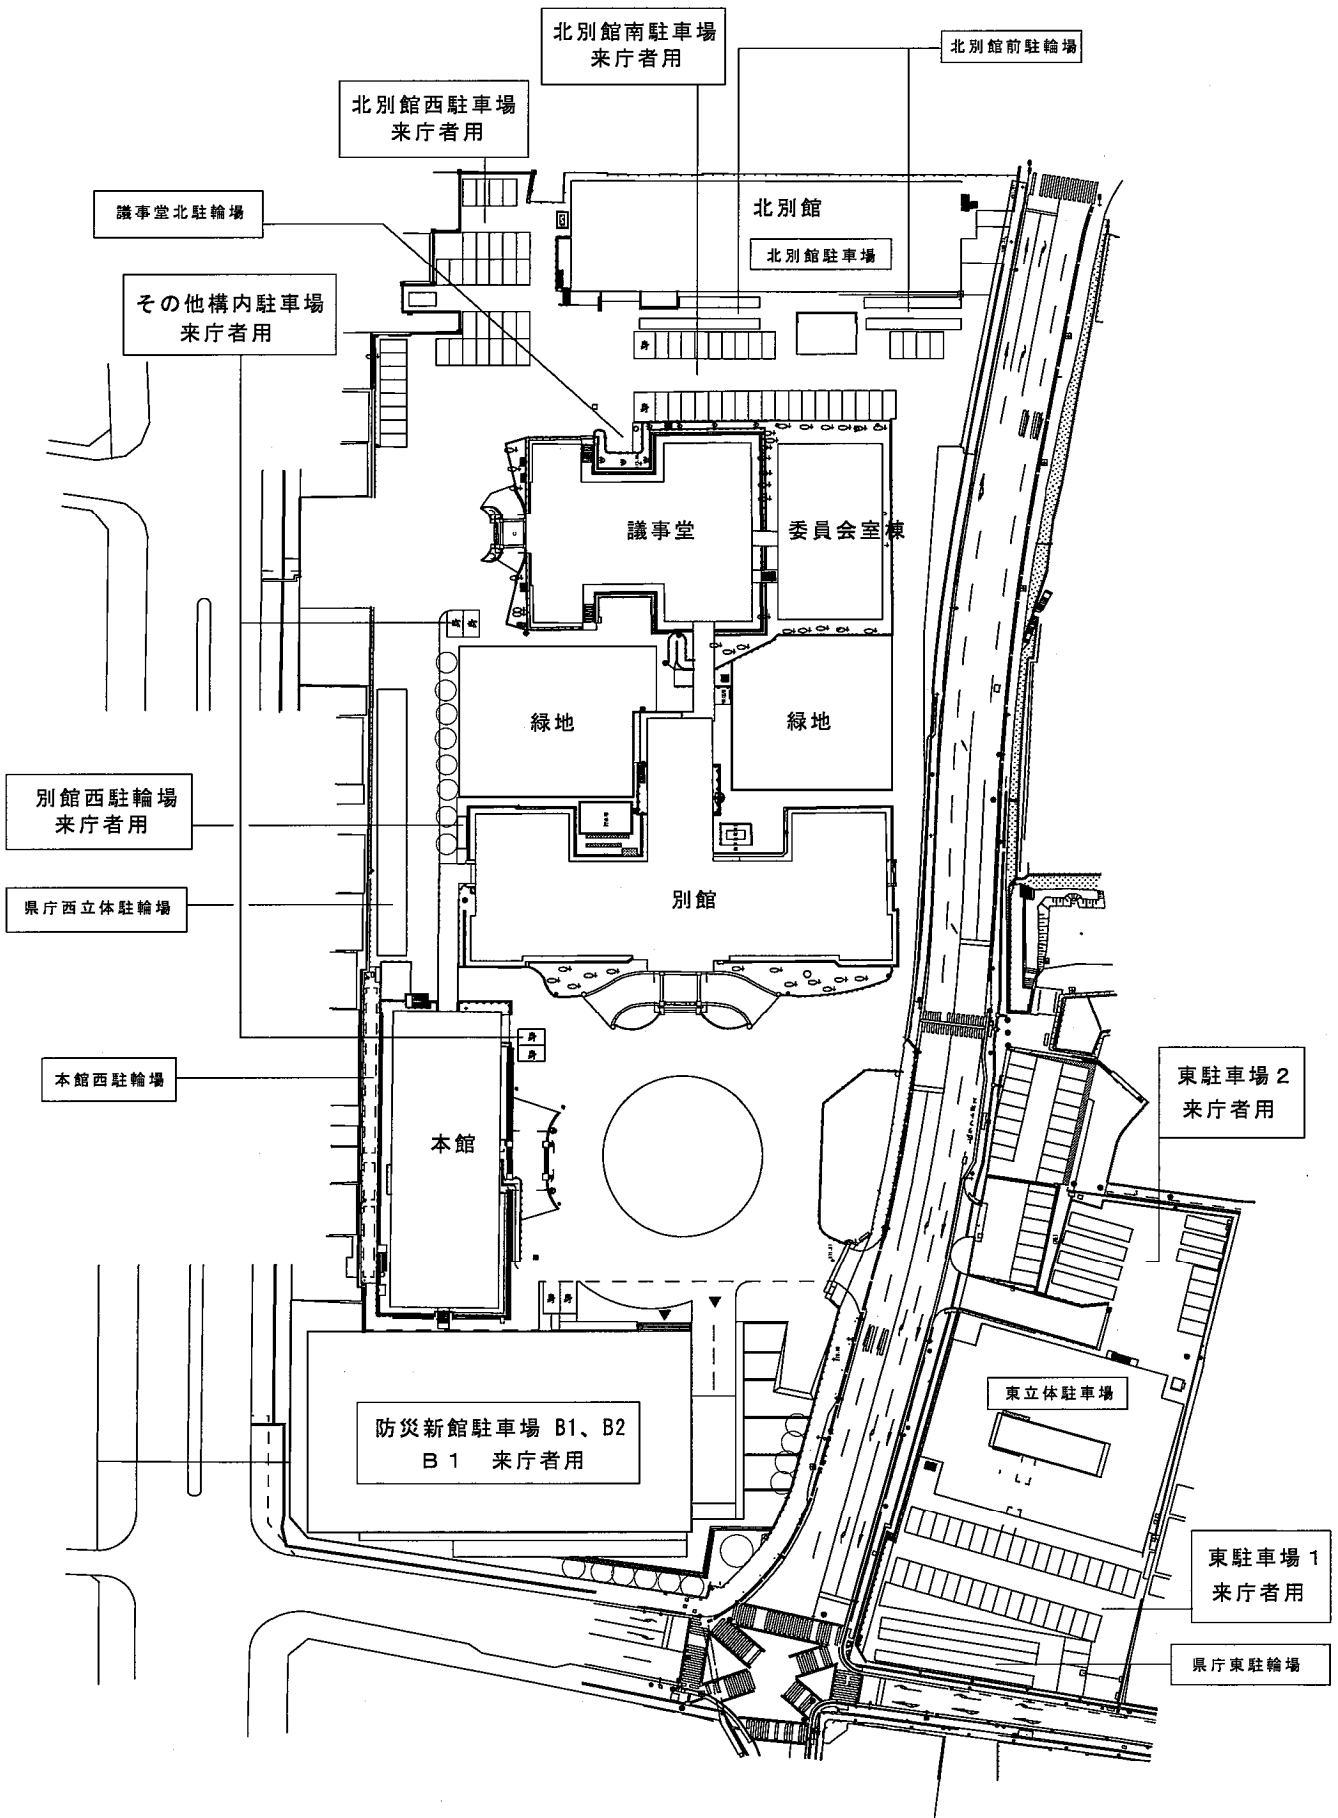 北別館南駐車場
来庁者用
北別館前駐輪場
北別館西駐車場
来庁者用
議事堂北駐輪場
北別館
北別館駐車場
その他構内駐車場
来庁者用
議事堂
委員会室棟
緑地
緑地
別館西駐輪場
来庁者用
別館
県庁西立体駐輪場
本館西駐輪場
東駐車場2
来庁者用
本館
東立体駐車場
防災新館駐車場 B1、B2
B1 来庁者用
東駐車場1
来庁者用
県庁東駐輪場